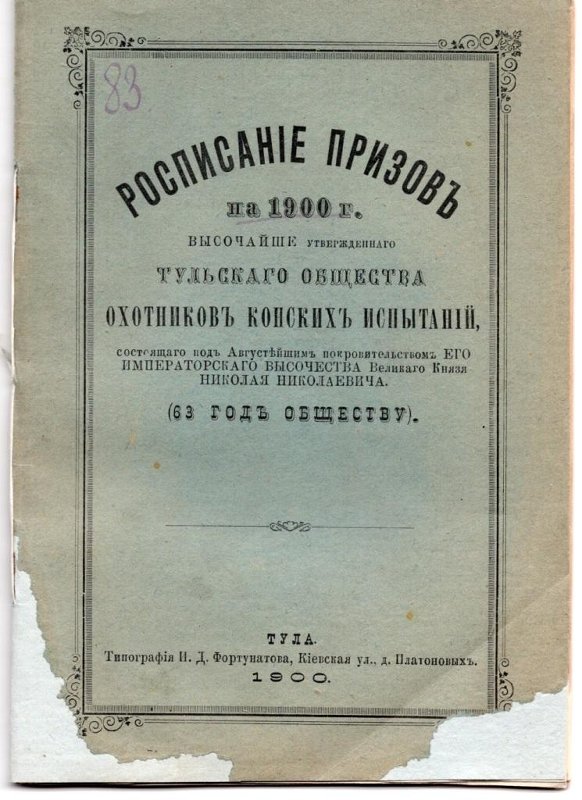 83
РОСПИСАНІЕ ПРИЗОВЪ
на 1900 г.
ВЫСОЧАЙШЕ УТВЕРЖДЕННАГО
ТУЛЬСКАГО ОБЩЕСТВА
ОХОТНИКОВЪ КОНСКИХЪ ИСПЫТАНІЙ,
состоящаго подъ Августѣйшимъ покровительствомъ ЕГО
ИМПЕРАТОРСКАГО ВЫСОЧЕСТВА Великаго Князя
НИКОЛАЯ НИКОЛАЕВИЧА.
(63 ГОДЪ ОБЩЕСТВУ).
ТУЛА.
Типографія И. Д. Фортунатова, Кіевская ул., д. Платоновыхъ.
1900.